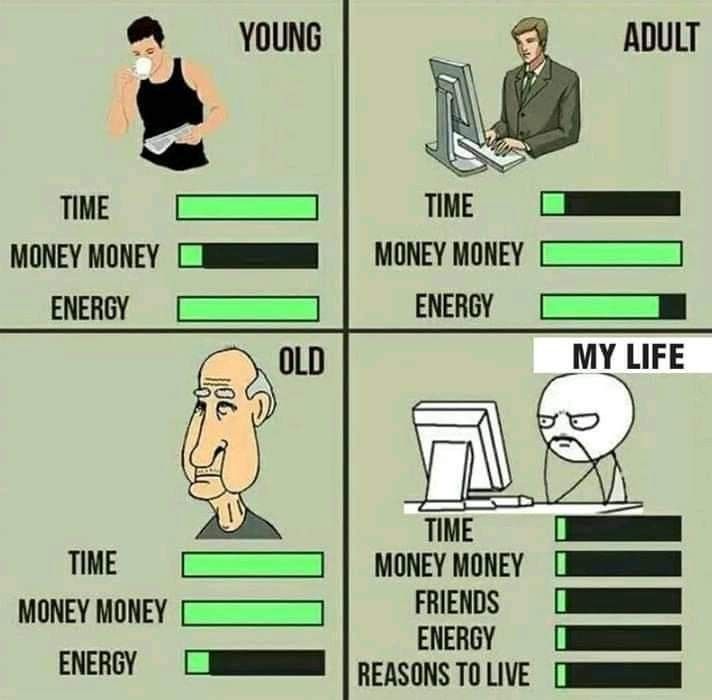 YOUNG
TIME
MONEY MONEY
ENERGY
ADULT
TIME
MONEY MONEY
ENERGY
OLD
TIME
MONEY MONEY
ENERGY
MY LIFE
TIME
MONEY MONEY
FRIENDS
ENERGY
REASONS TO LIVE